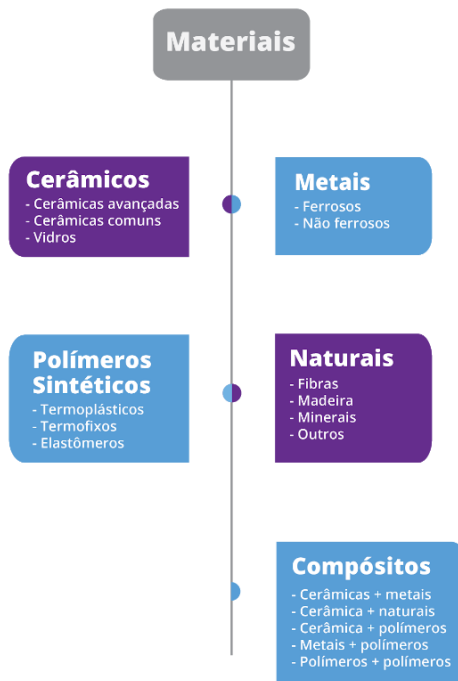 Materiais
Cerâmicos
- Cerâmicas avançadas
- Cerâmicas comuns
- Vidros
Metais
- Ferrosos
- Não ferrosos
Polímeros
Sintéticos
- Termoplásticos
- Termofixos
- Elastômeros
Naturais
- Fibras
- Madeira
- Minerais
- Outros
Compósitos
- Cerâmicas + metais
- Cerâmica + naturais
- Cerâmica + polímeros
- Metais + polímeros
- Polímeros + polímeros